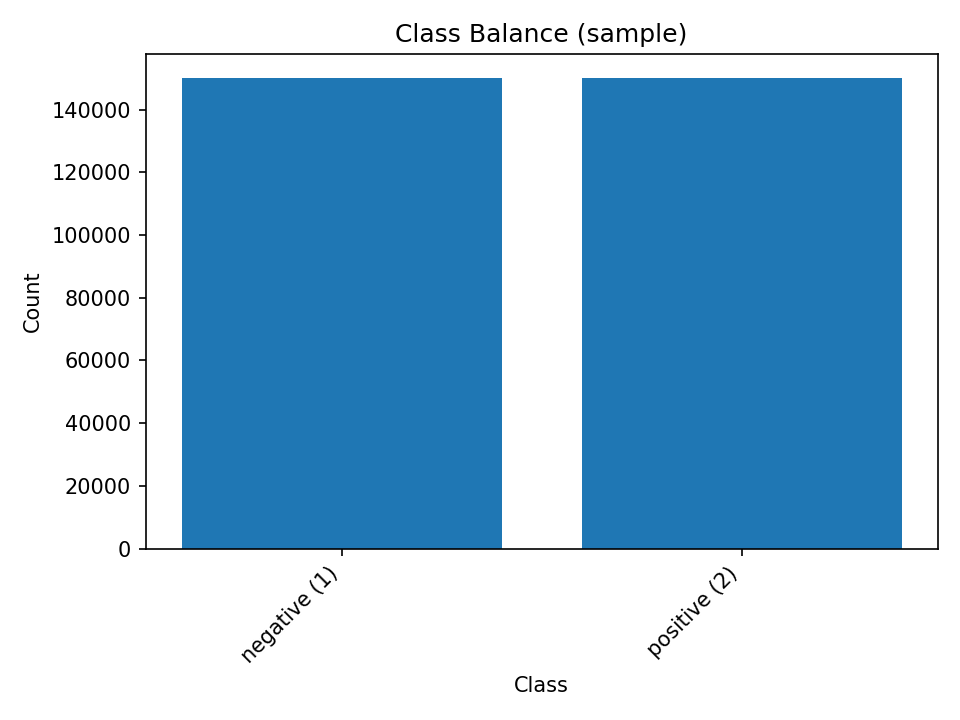 Class Balance (sample)
Count
140000
120000
100000
80000
60000
40000
20000
0
negative (1)
positive (2)
Class